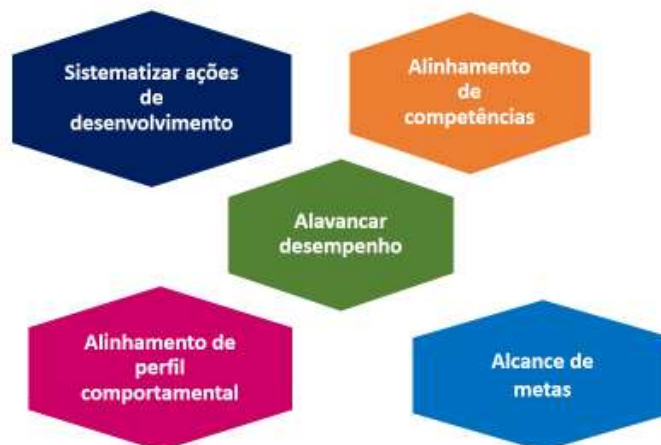 Sistematizar ações
de
desenvolvimento
Alinhamento
de
competências
Alavancar
desempenho
Alinhamento de
perfil
comportamental
Alcance de
metas